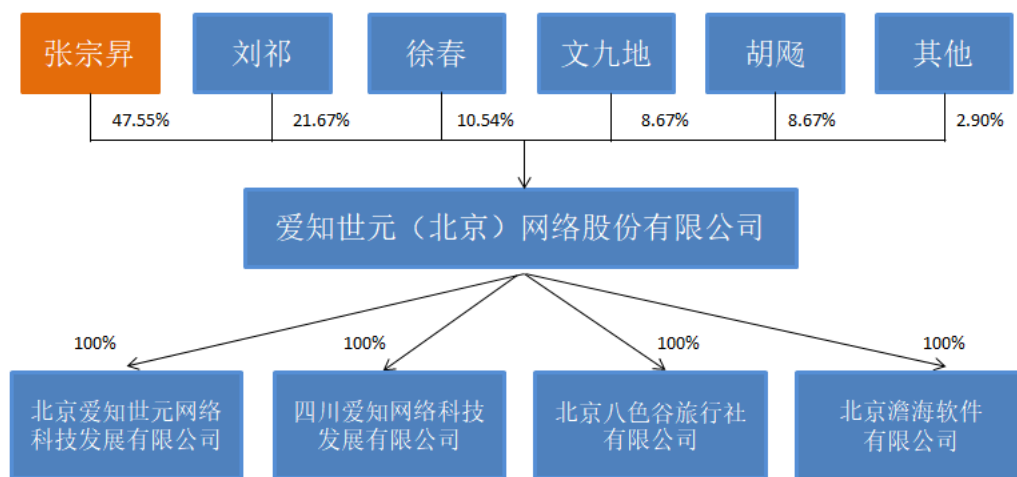 张宗昇
刘祁
徐春
文九地
胡飏
其他
47.55%
21.67%
10.54%
8.67%
8.67%
2.90%
爱知世元（北京）网络股份有限公司
100%
100%
100%
100%
北京爱知世元网络
科技发展有限公司
四川爱知网络科技
发展有限公司
北京八色谷旅行社
有限公司
北京澹海软件
有限公司